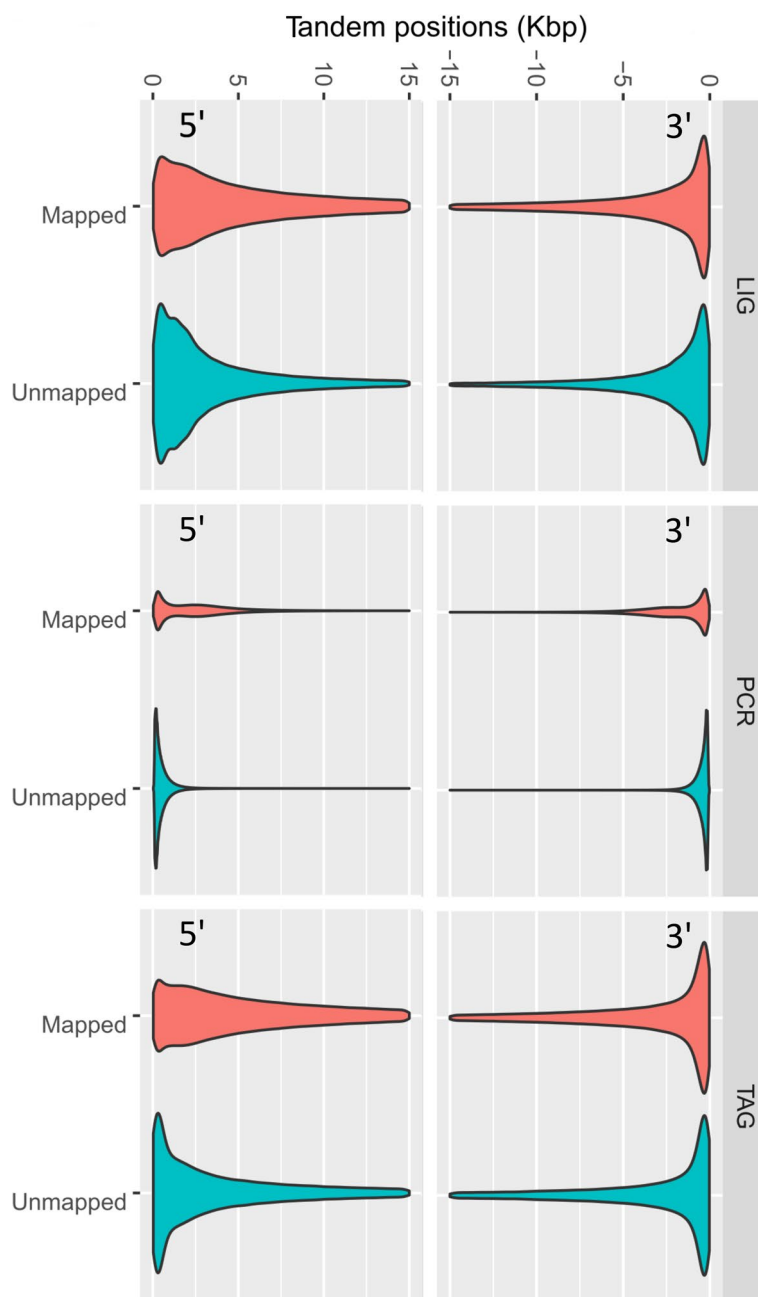 Tandem positions (Kbp)
0 5 10 15 -15 -10 -5 0
5' 3'
Mapped
LIG
Unmapped
5' 3'
Mapped
PCR
Unmapped
5' 3'
Mapped
TAG
Unmapped